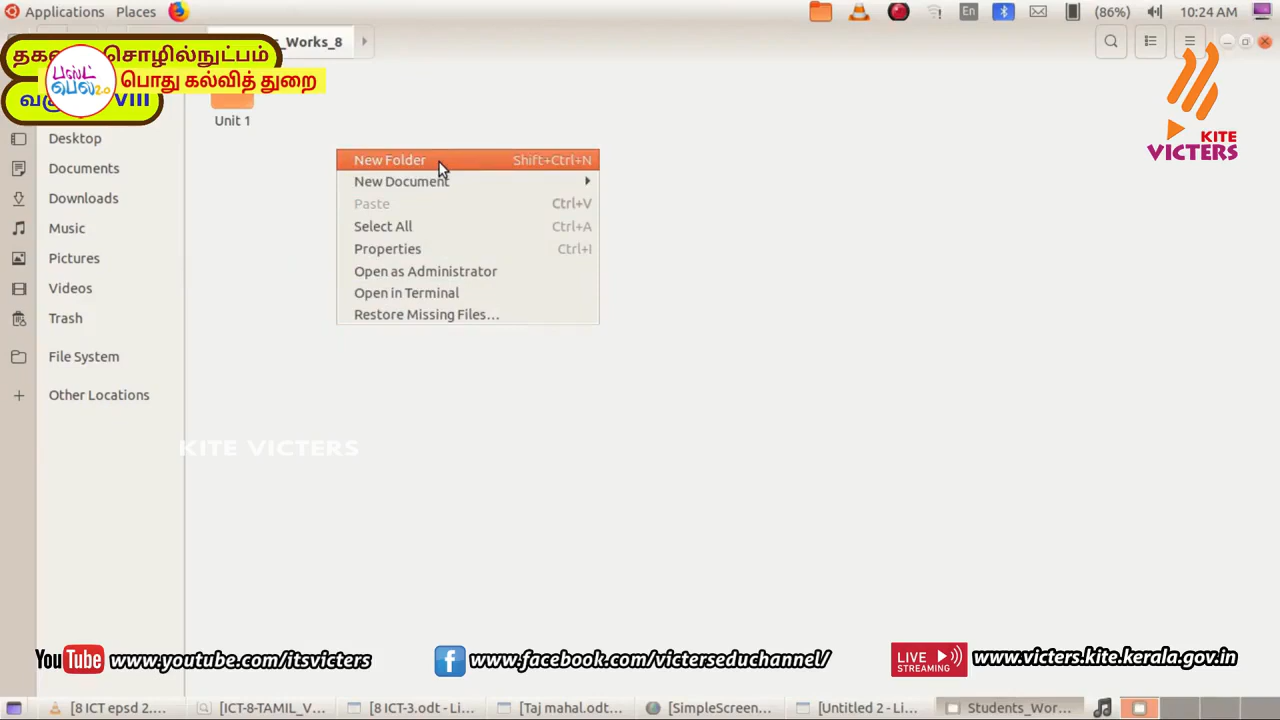 Applications Places En (86%) 10:24 AM
தக சொழில்நுட்பம்
_Works_8
பொது கல்வித் துறை
VIII
Unit 1
KITE
VICTERS
Desktop
Documents
Downloads
Music
Pictures
Videos
Trash
File System
Other Locations
New Folder Shift+Ctrl+N
New Document
Paste Ctrl+V
Select All Ctrl+A
Properties Ctrl+I
Open as Administrator
Open in Terminal
Restore Missing Files...
KITE VICTERS
YouTube www.youtube.com/itsvicters
f www.facebook.com/victerseduchannel/
LIVE STREAMING www.victers.kite.kerala.gov.in
[8 ICT epsd 2.... [ICT-8-TAMIL_V... [8 ICT-3.odt - Li... [Taj mahal.odt... [SimpleScreen... [Untitled 2 - Li... Students_Wor...